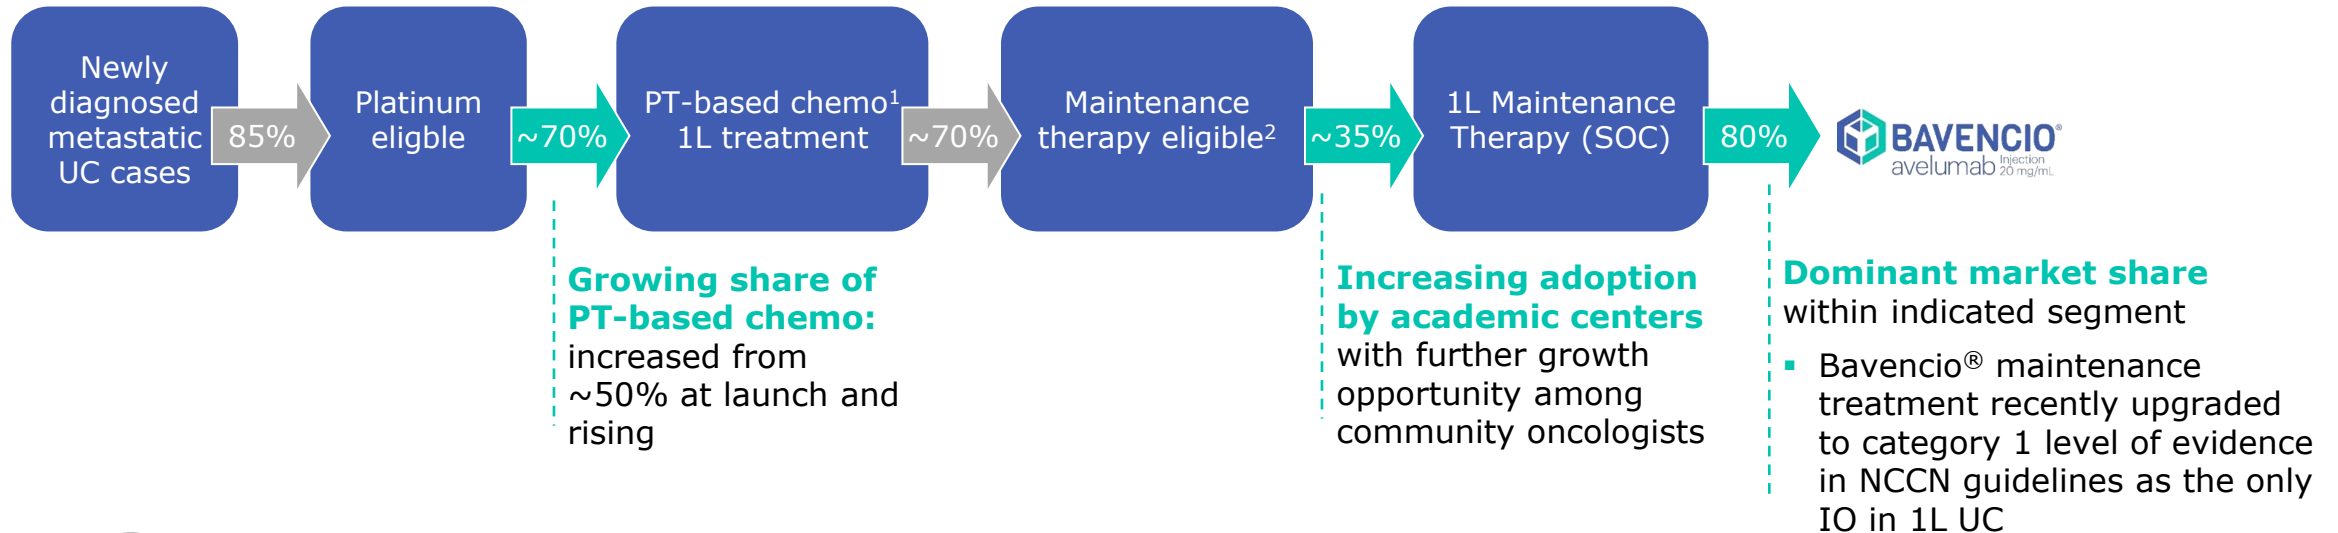 Newly
diagnosed
metastatic
UC cases
85%
Platinum
eligble
~70%
PT-based chemo¹
1L treatment
~70%
Maintenance
therapy eligible²
~35%
1L Maintenance
Therapy (SOC)
80%
BAVENCIO®
avelumab Injection
20 mg/mL
Growing share of
PT-based chemo:
increased from
~50% at launch and
rising
Increasing adoption
by academic centers
with further growth
opportunity among
community oncologists
Dominant market share
within indicated segment
▪ Bavencio® maintenance
treatment recently upgraded
to category 1 level of evidence
in NCCN guidelines as the only
IO in 1L UC